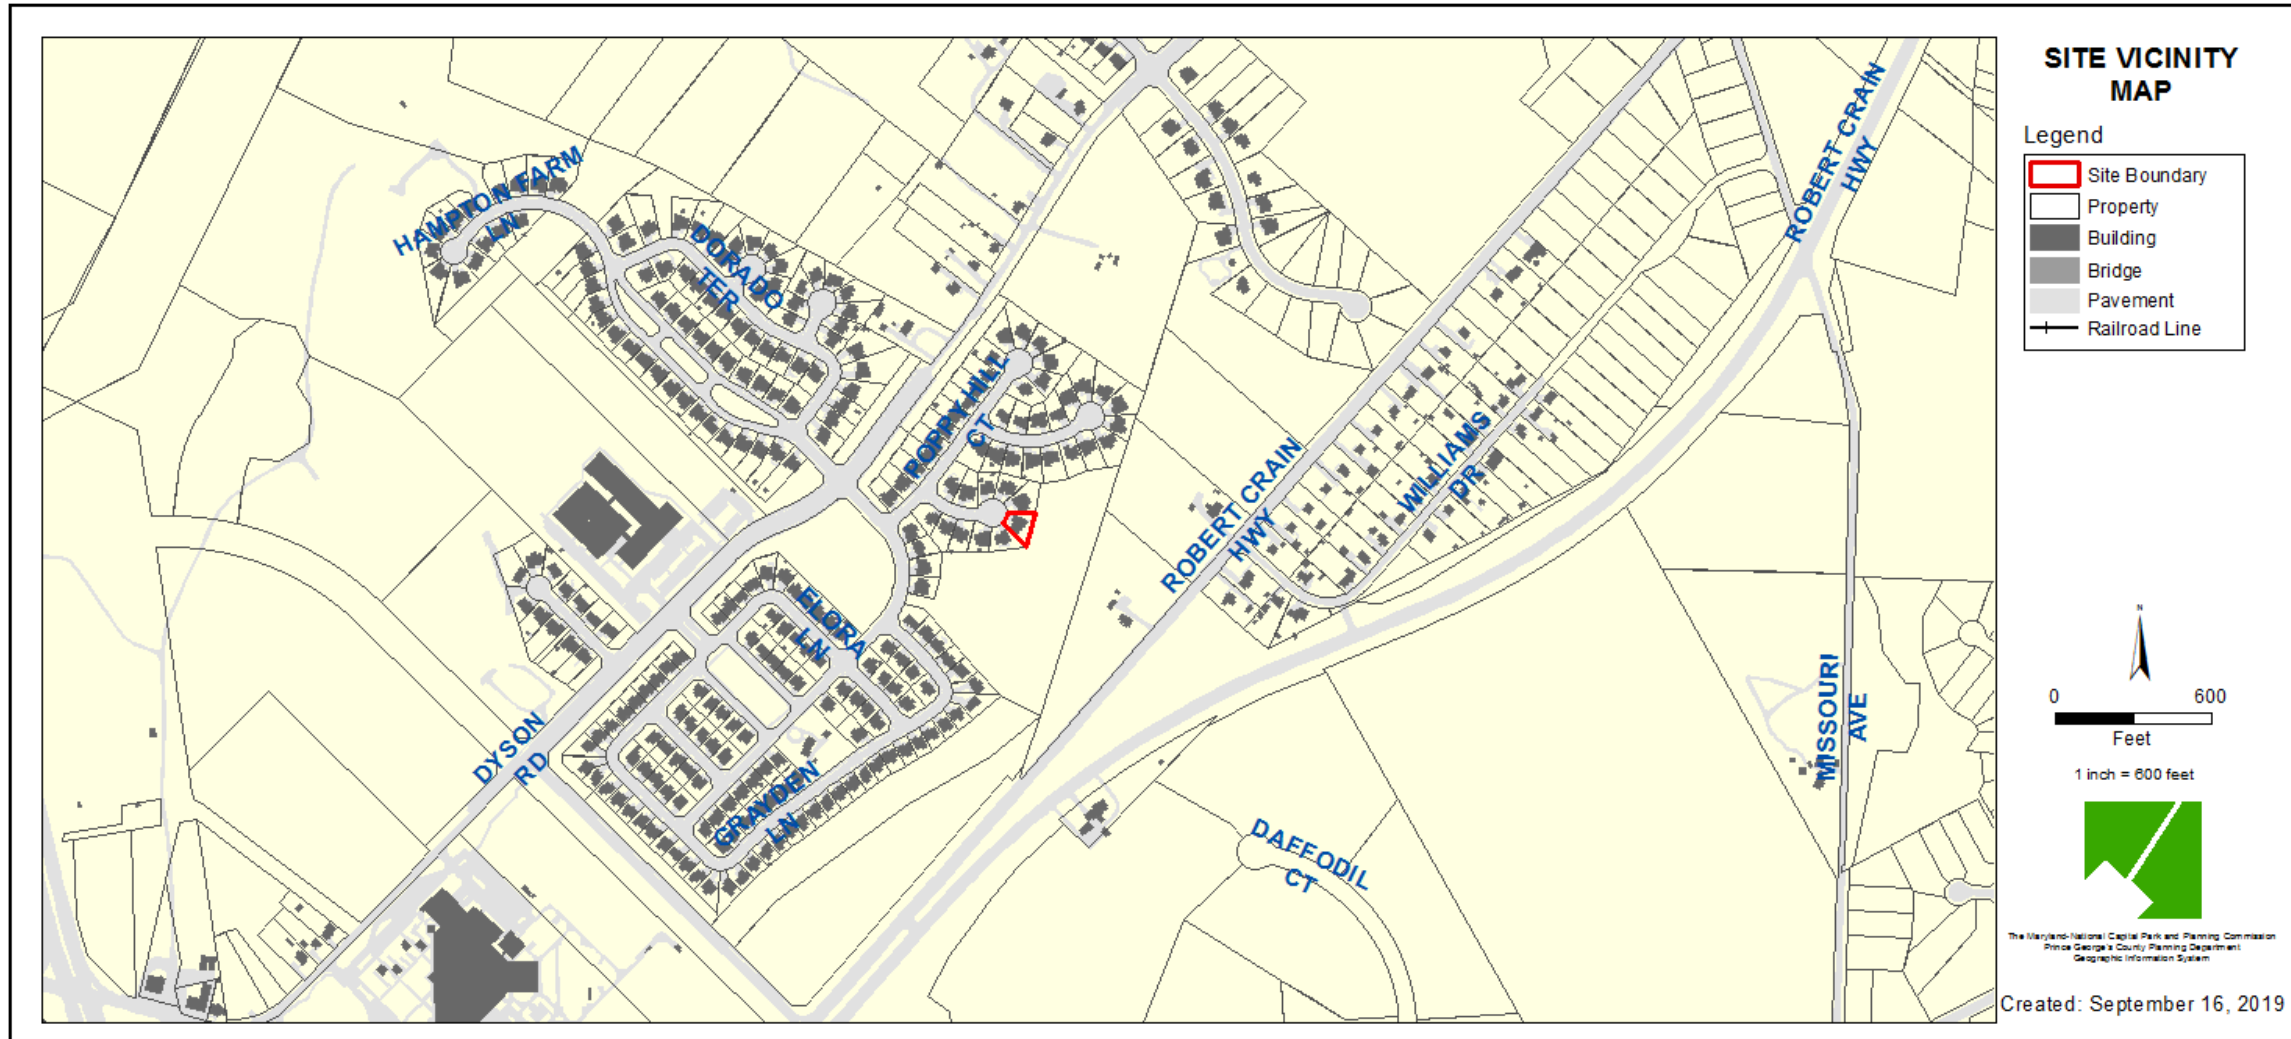 SITE VICINITY
MAP
Legend
Site Boundary
Property
Building
Bridge
Pavement
Railroad Line
HAMPTON FARM
LN
DORADO
TER
POPPY HILL
CT
ROBERT CRAIN
HWY
ROBERT CRAIN
HWY
WILLIAMS
DR
ELORA
LN
DYSON
RD
GRAYDEN
LN
DAFFODIL
CT
MISSOURI
AVE
N
0 600
Feet
1 inch = 600 feet
The Maryland-National Capital Park and Planning Commission
Prince George's County Planning Department
Geographic Information System
Created: September 16, 2019